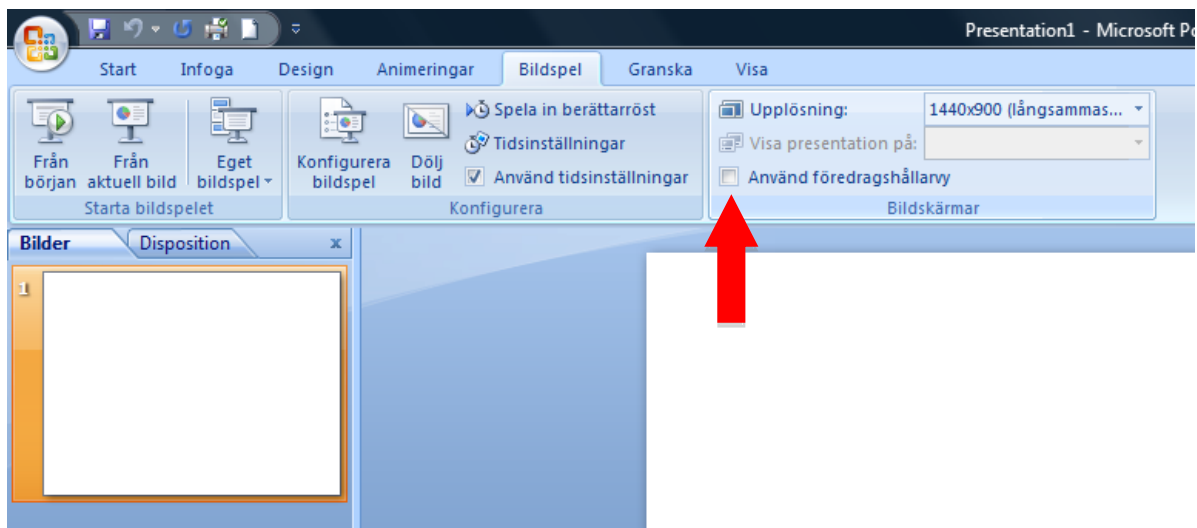 Presentation1 - Microsoft Po
Start Infoga Design Animeringar Bildspel Granska Visa
Från början
Från aktuell bild
Eget bildspel
Starta bildspelet
Konfigurera bildspel
Dölj bild
Spela in berättarröst
Tidsinställningar
Använd tidsinställningar
Konfigurera
Upplösning: 1440x900 (långsammas...
Visa presentation på:
Använd föredragshållarvy
Bildskärmar
Bilder Disposition x
1